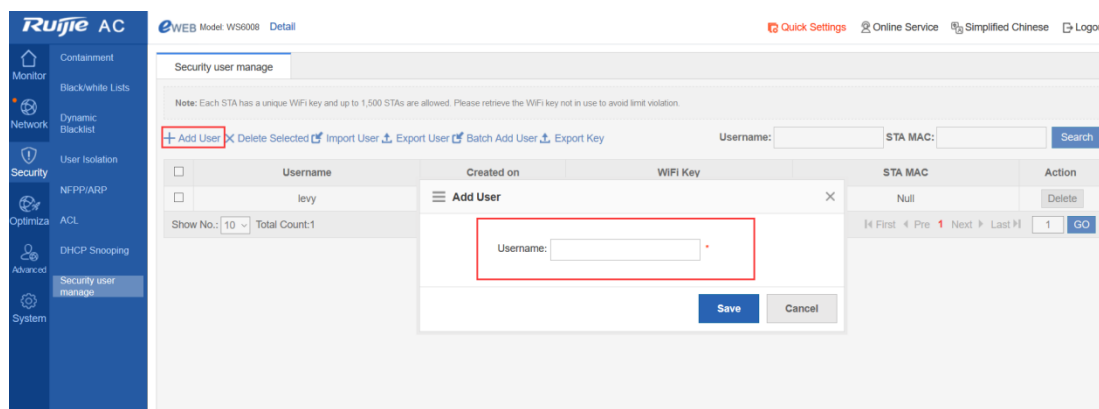 Ruijie AC
eWEB Model: WS6008 Detail
Quick Settings Online Service Simplified Chinese
Monitor
Network
Security
Optimiza
Advanced
System
Containment
Black/white Lists
Dynamic
Blacklist
User Isolation
NFPP/ARP
ACL
DHCP Snooping
Security user
manage
Security user manage
Note: Each STA has a unique WiFi key and up to 1,500 STAs are allowed. Please retrieve the WiFi key not in use to avoid limit violation.
Add User Delete Selected Import User Export User Batch Add User Export Key Username: STA MAC: Search
Username Created on WiFi Key STA MAC Action
levy Null Delete
Show No.: 10 Total Count:1 First Pre 1 Next Last 1 GO
Add User
Username: *
Save Cancel